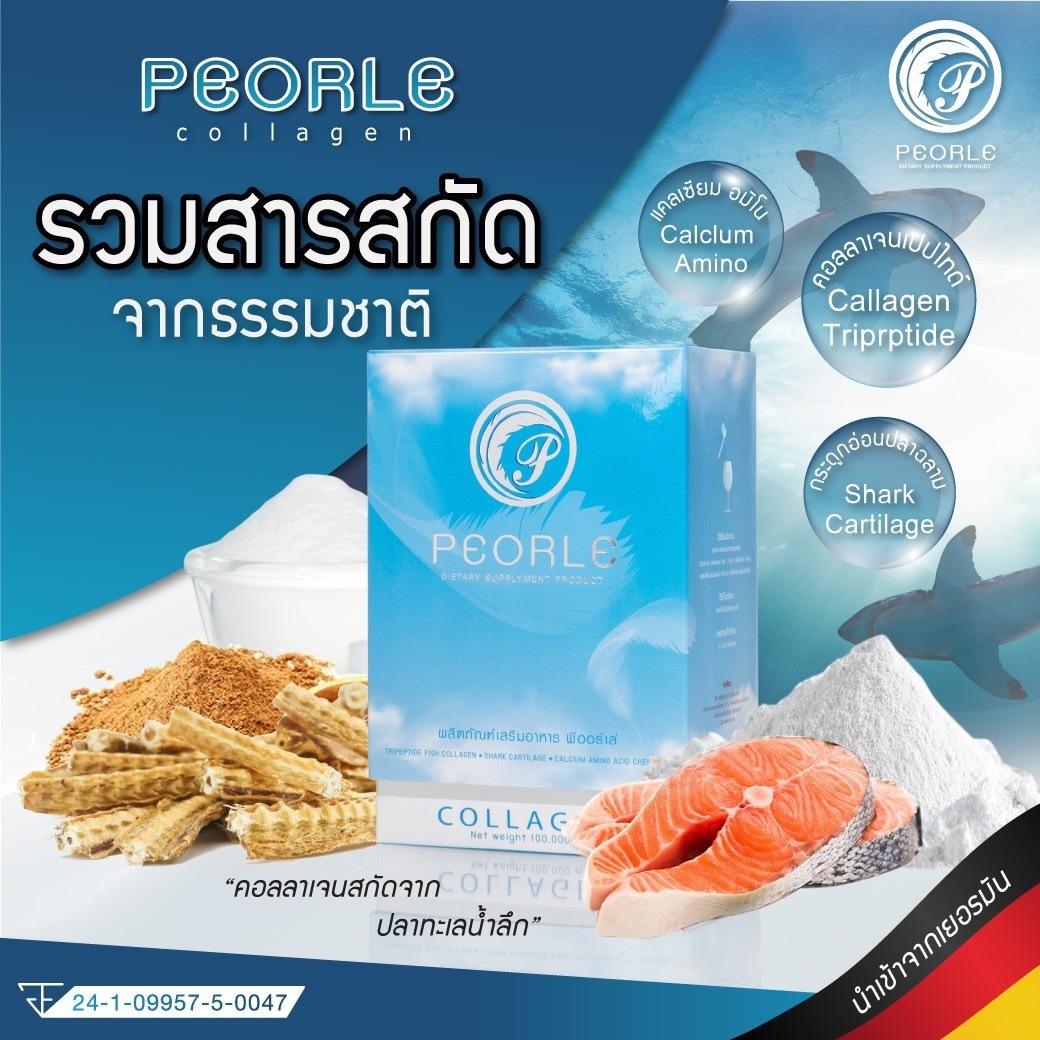 PEORLE
collagen
รวมสารสกัด
จากธรรมชาติ
PEORLE
DIETARY SUPPLYMENT PRODUCT
แคลเซียม อมิโน
Calclum
Amino
คอลลาเจนเปปไทด์
Callagen
Triprptide
กระดูกอ่อนปลาฉลาม
Shark
Cartilage
P
PEORLE
DIETARY SUPPLYMENT PRODUCT
ผลิตภัณฑ์เสริมอาหาร พีออร์เล่
TRIPEPTIDE FISH COLLAGEN • SHARK CARTILAGE • CALCIUM AMINO ACID CHE
COLLAG
Net weight 100.000
“คอลลาเจนสกัดจาก
ปลาทะเลน้ำลึก”
นำเข้าจากเยอรมัน
24-1-09957-5-0047